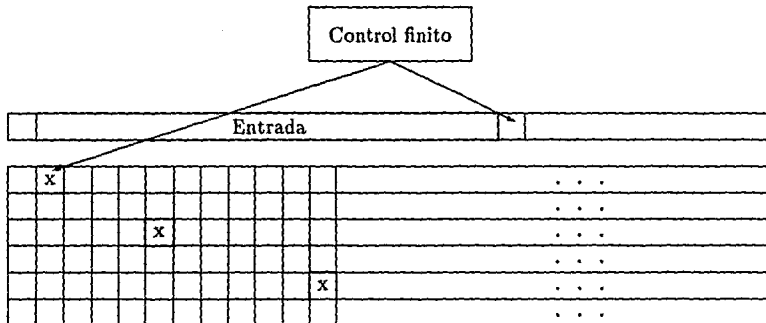 Control finito
Entrada
x
. . .
. . .
x
. . .
. . .
x
. . .
. . .